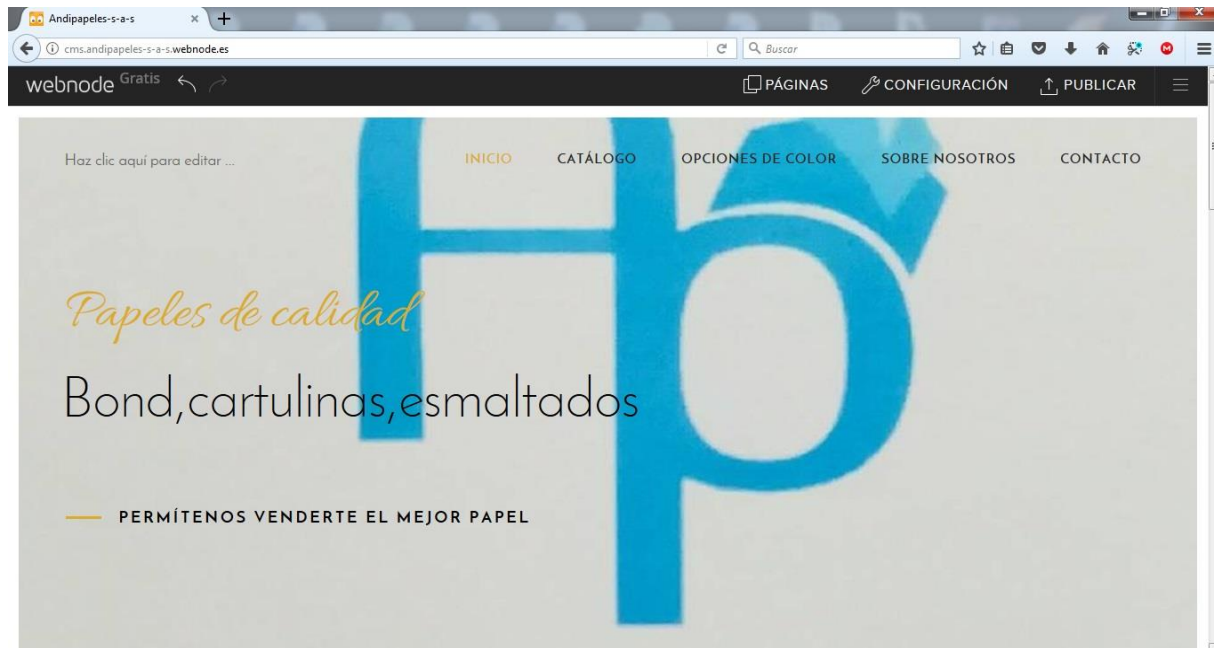 Andipapeles-s-a-s
cms.andipapeles-s-a-s.webnode.es
Buscar
webnode Gratis
PÁGINAS
CONFIGURACIÓN
PUBLICAR
Haz clic aquí para editar ...
INICIO
CATÁLOGO
OPCIONES DE COLOR
SOBRE NOSOTROS
CONTACTO
Ap
Papeles de calidad
Bond,cartulinas,esmaltados
PERMÍTENOS VENDERTE EL MEJOR PAPEL